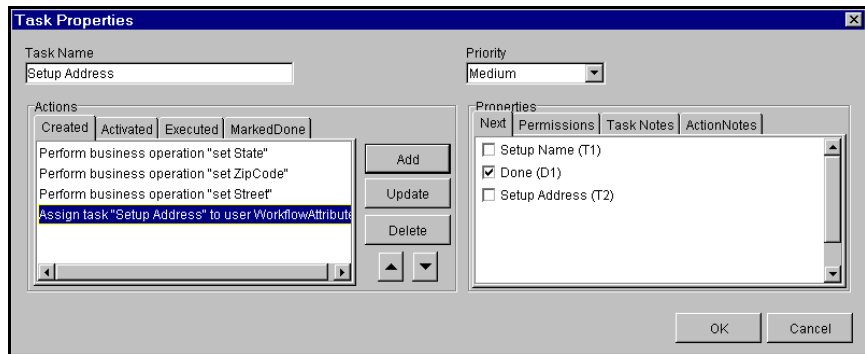 Task Properties
Task Name
Priority
Setup Address
Medium
Actions
Properties
Created Activated Executed MarkedDone
Next Permissions Task Notes ActionNotes
Perform business operation "set State"
Perform business operation "set ZipCode"
Perform business operation "set Street"
Assign task "Setup Address" to user WorkflowAttribute
Add
Update
Delete
Setup Name (T1)
Done (D1)
Setup Address (T2)
OK
Cancel